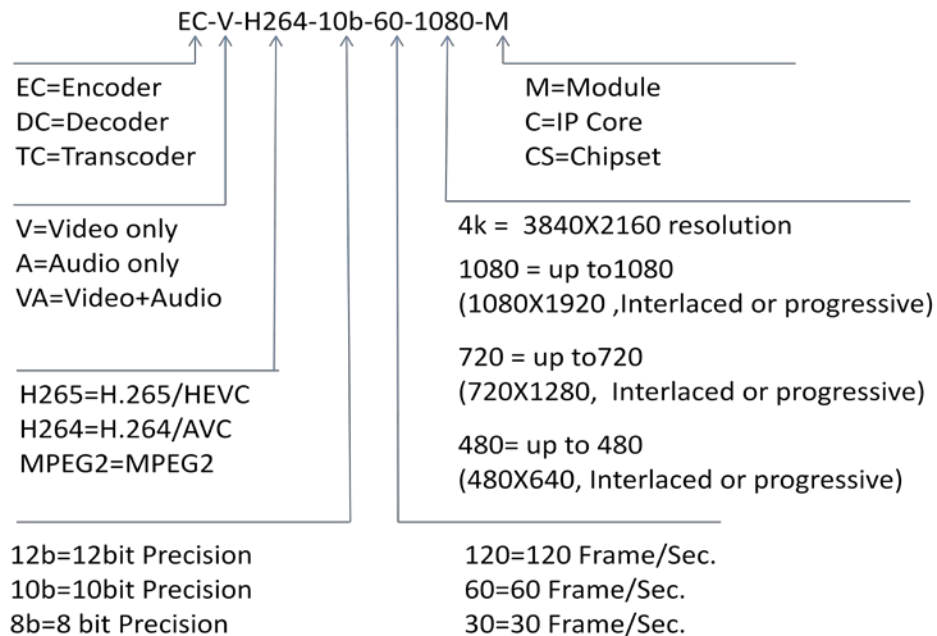 EC-V-H264-10b-60-1080-M
EC=Encoder
DC=Decoder
TC=Transcoder
M=Module
C=IP Core
CS=Chipset
V=Video only
A=Audio only
VA=Video+Audio
4k = 3840X2160 resolution
1080 = up to1080
(1080X1920 ,Interlaced or progressive)
720 = up to720
(720X1280, Interlaced or progressive)
480= up to 480
(480X640, Interlaced or progressive)
H265=H.265/HEVC
H264=H.264/AVC
MPEG2=MPEG2
12b=12bit Precision
10b=10bit Precision
8b=8 bit Precision
120=120 Frame/Sec.
60=60 Frame/Sec.
30=30 Frame/Sec.